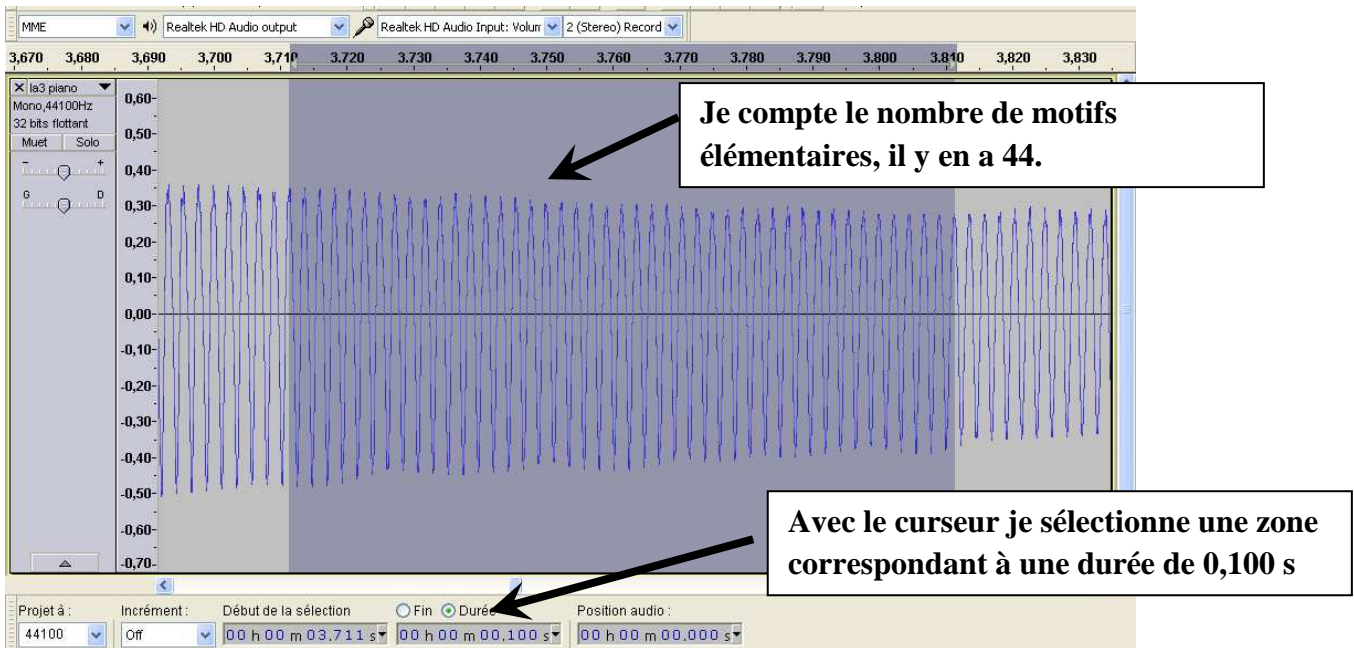 MME Realtek HD Audio output Realtek HD Audio Input: Volun 2 (Stereo) Record
3,670 3,680 3,690 3,700 3,710 3,720 3,730 3,740 3,750 3,760 3,770 3,780 3,790 3,800 3,810 3,820 3,830
X la3 piano
Mono,44100Hz
32 bits flottant
Muet Solo
- +
G D
0,60-
0,50-
0,40-
0,30-
0,20-
0,10-
0,00-
-0,10-
-0,20-
-0,30-
-0,40-
-0,50-
-0,60-
-0,70-
Je compte le nombre de motifs
élémentaires, il y en a 44.
Avec le curseur je sélectionne une zone
correspondant à une durée de 0,100 s
Projet à : Incrément : Début de la sélection Fin Durée Position audio :
44100 Off 00 h 00 m 03.711 s 00 h 00 m 00.100 s 00 h 00 m 00.000 s